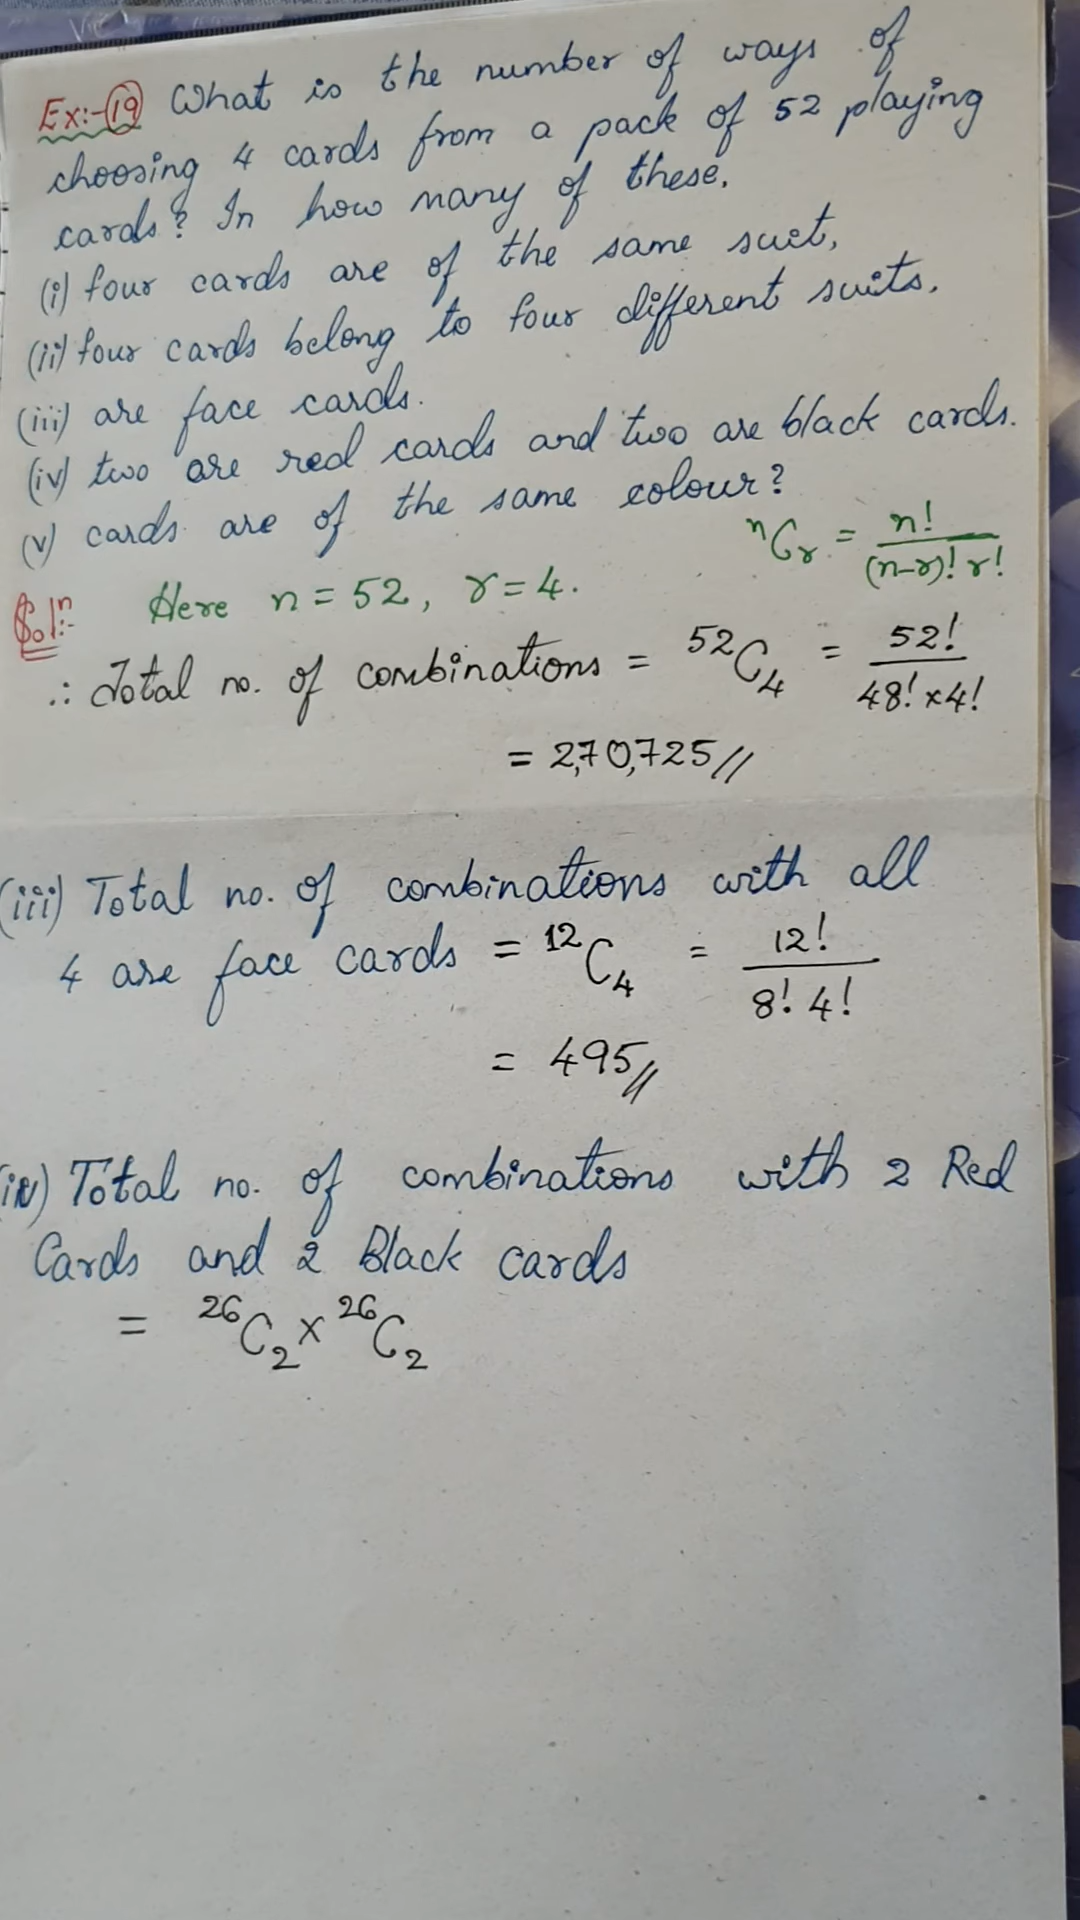 Ex:-(19) What is the number of ways of
choosing 4 cards from a pack of 52 playing
cards? In how many of these,
(i) four cards are of the same suit,
(ii) four cards belong to four different suits,
(iii) are face cards.
(iv) two are red cards and two are black cards.
(v) cards are of the same colour?
ⁿCᵣ = n!/(n-r)! r!
Solⁿ:- Here n = 52, r = 4.
∴ Total no. of combinations = ⁵²C₄ = 52!/48! × 4!
= 2,70,725//
(iii) Total no. of combinations with all
4 are face cards = ¹²C₄ = 12!/8! 4!
= 495//
(iv) Total no. of combinations with 2 Red
Cards and 2 Black cards
= ²⁶C₂ × ²⁶C₂